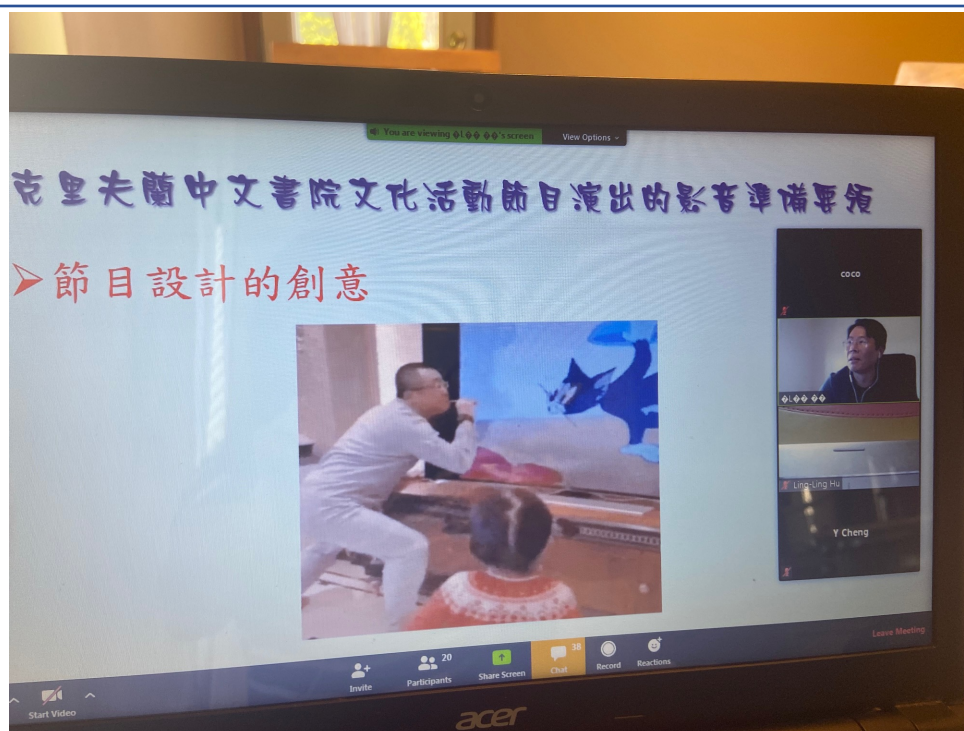 You are viewing �L�� ��'s screen
View Options
克里夫蘭中文書院文化活動節目演出的影音準備要領
➢節目設計的創意
coco
�L�� ��
Ling-Ling Hu
Y Cheng
Leave Meeting
Start Video
Invite
20
Participants
Share Screen
38
Chat
Record
Reactions
acer